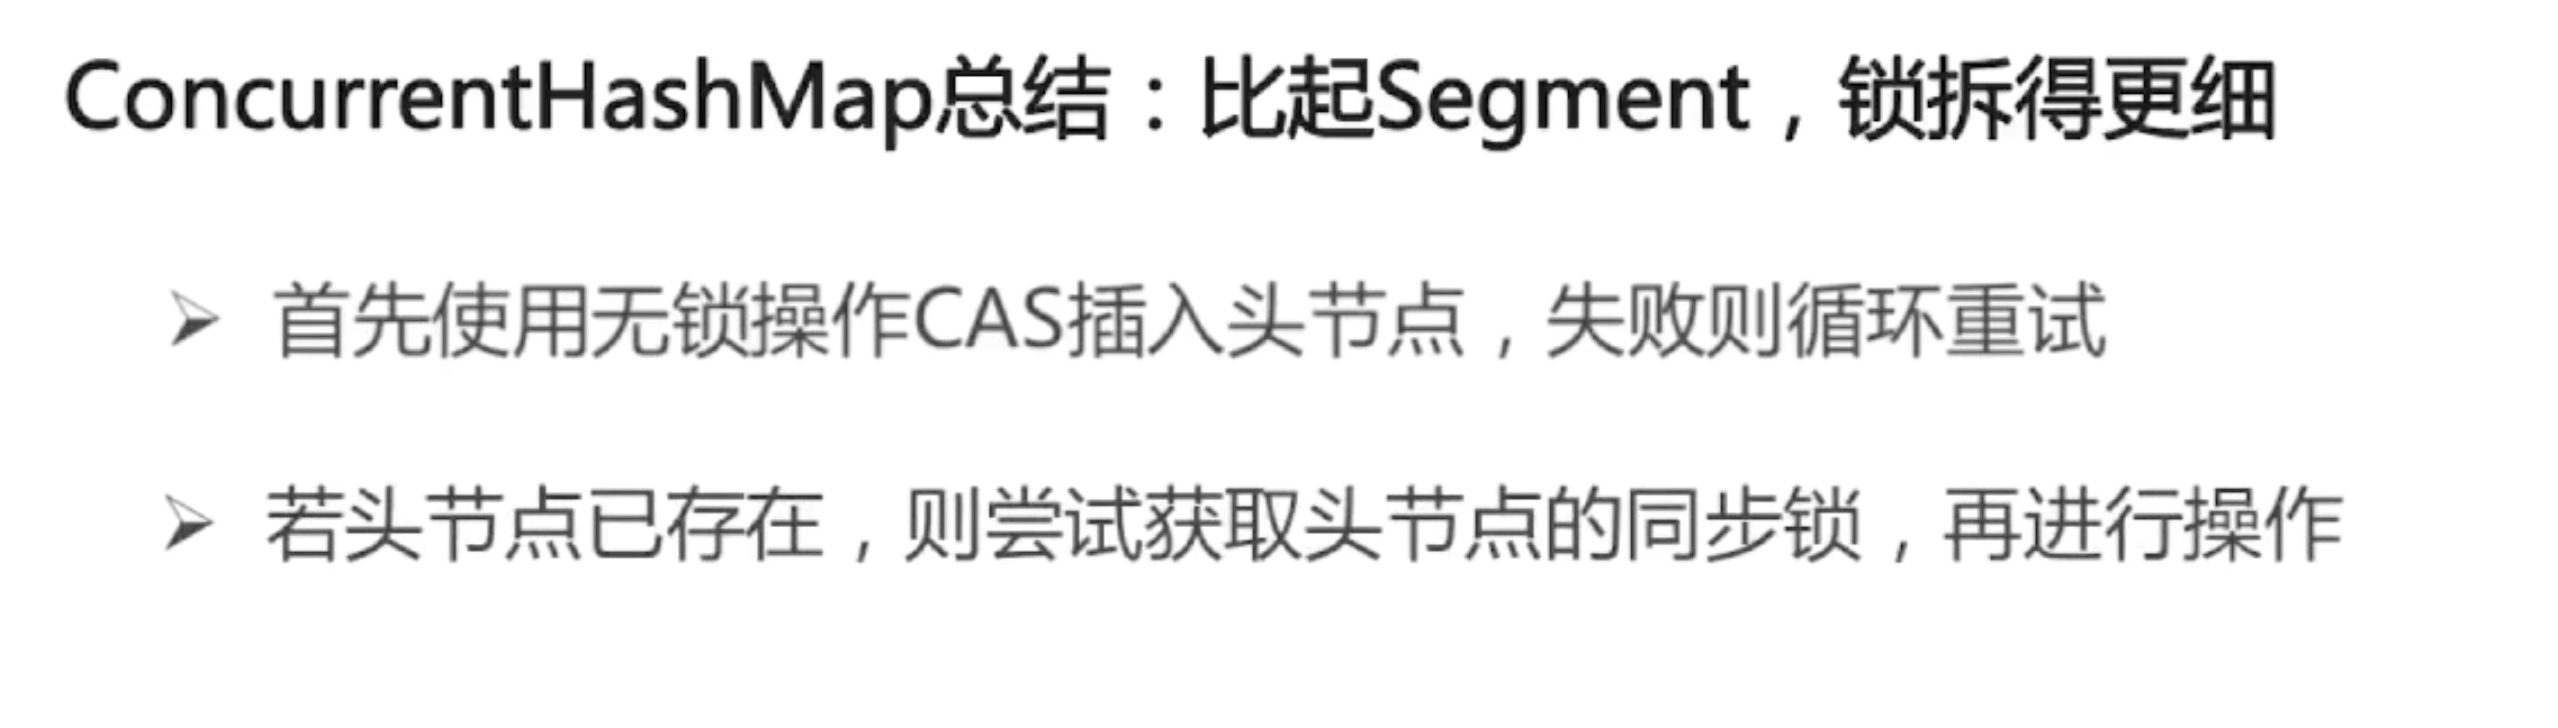 ConcurrentHashMap总结：比起Segment，锁拆得更细
首先使用无锁操作CAS插入头节点，失败则循环重试
若头节点已存在，则尝试获取头节点的同步锁，再进行操作